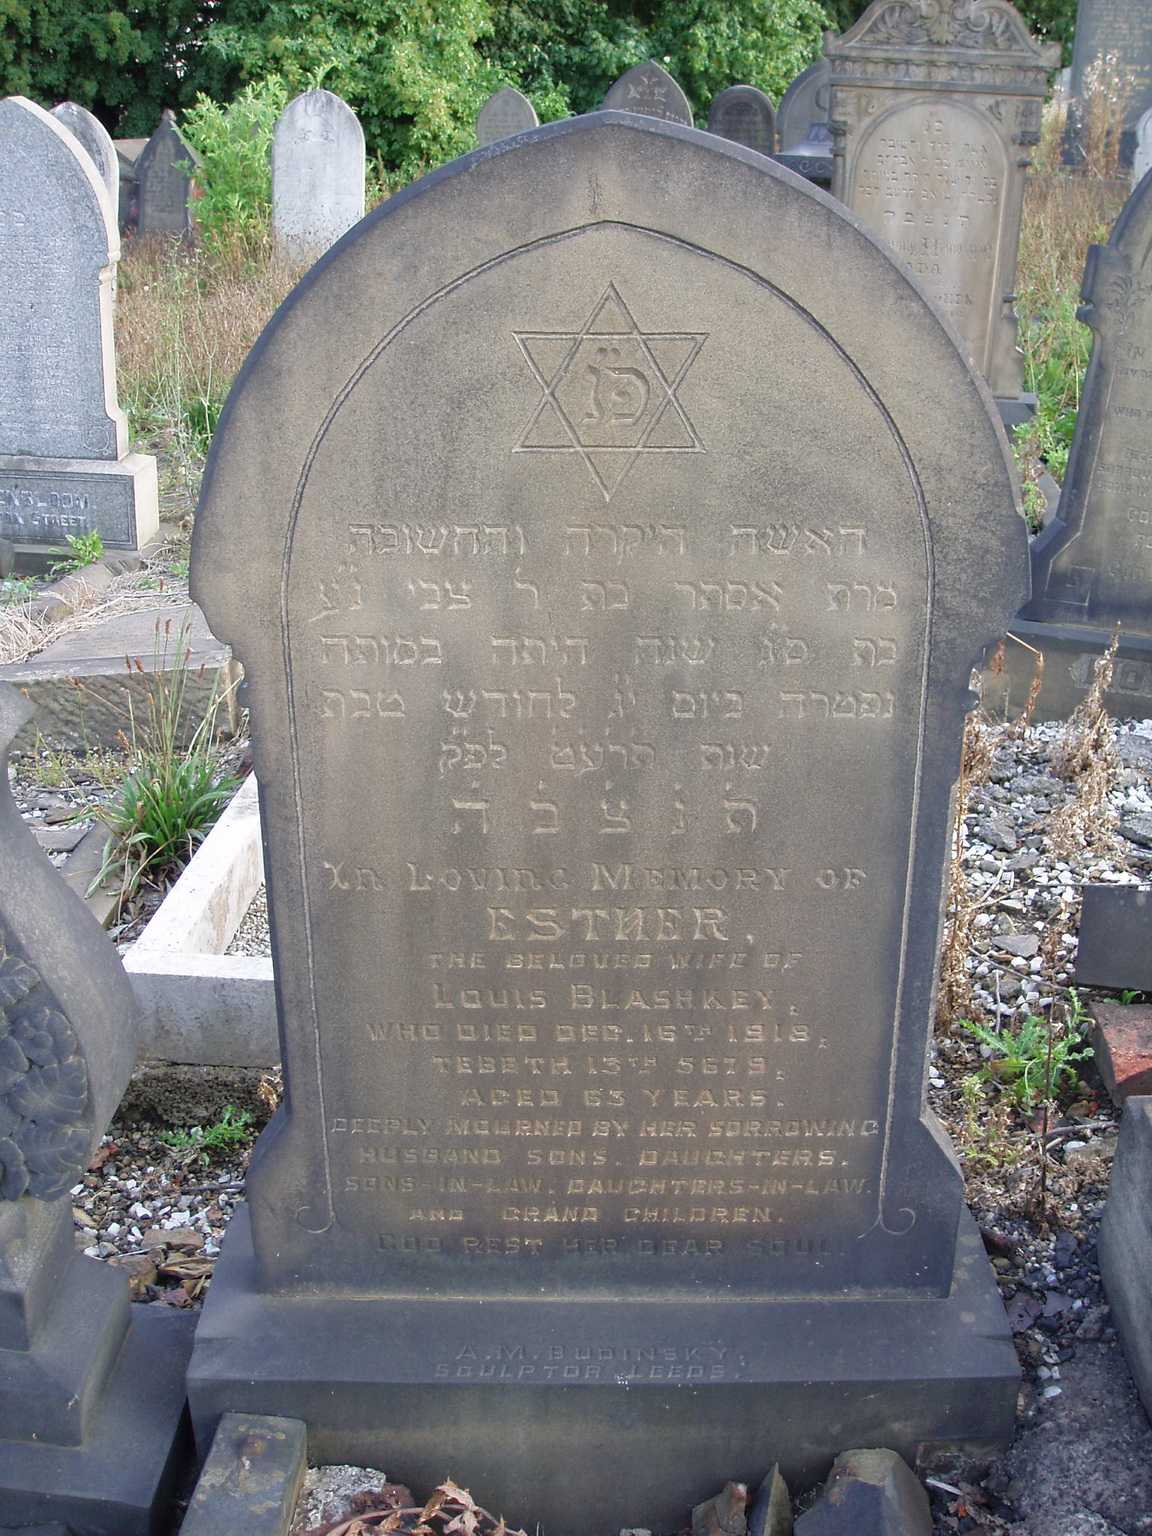 פ״נ
האשה היקרה והחשובה
מרת אסתר בת ר צבי נ״ע
בת ס״ג שנה היתה במותה
נפטרה ביום י״ג לחודש טבת
שנת תרע״ט לפ״ק
ת נ צ ב ה
IN LOVING MEMORY OF
ESTHER,
THE BELOVED WIFE OF
LOUIS BLASHKEY,
WHO DIED DEC. 16TH 1918,
TEBETH 13TH 5679,
AGED 63 YEARS.
DEEPLY MOURNED BY HER SORROWING
HUSBAND SONS. DAUGHTERS.
SONS-IN-LAW. DAUGHTERS-IN-LAW.
AND GRAND CHILDREN.
GOD REST HER DEAR SOUL.
A.M. BUDINSKY.
SCULPTOR LEEDS.
STREET